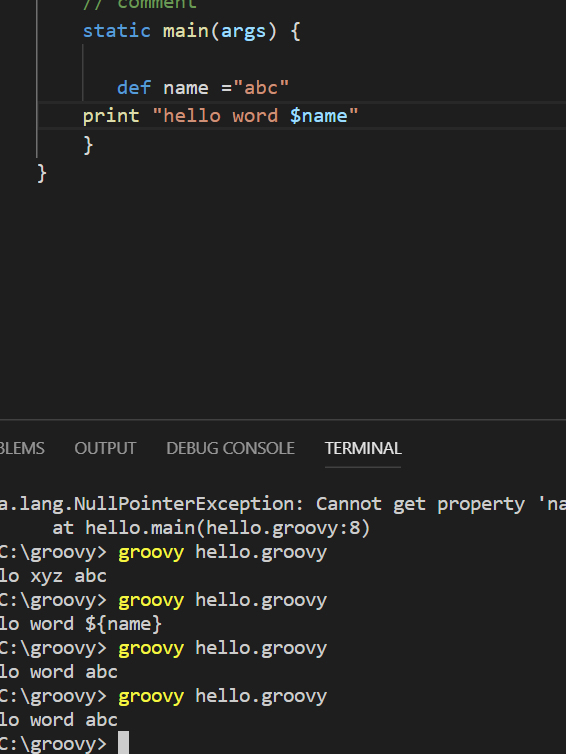 // comment
static main(args) {
def name ="abc"
print "hello word $name"
}
}
BLEMS OUTPUT DEBUG CONSOLE TERMINAL
a.lang.NullPointerException: Cannot get property 'na
at hello.main(hello.groovy:8)
C:\groovy> groovy hello.groovy
lo xyz abc
C:\groovy> groovy hello.groovy
lo word ${name}
C:\groovy> groovy hello.groovy
lo word abc
C:\groovy> groovy hello.groovy
lo word abc
C:\groovy>